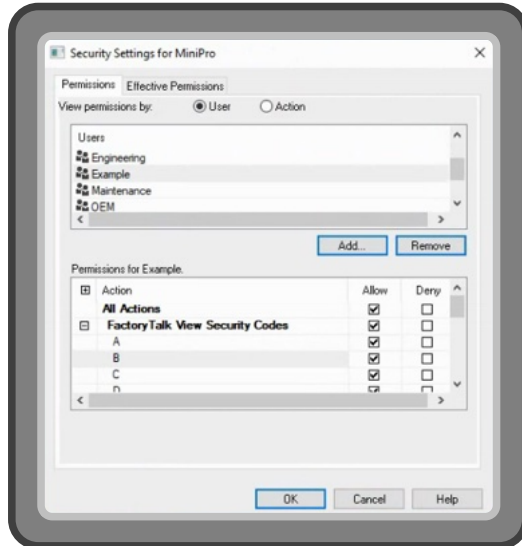 Security Settings for MiniPro
Permissions Effective Permissions
View permissions by: User Action
Users
Engineering
Example
Maintenance
OEM
Add... Remove
Permissions for Example.
Action Allow Deny
All Actions
FactoryTalk View Security Codes
A
B
C
D
OK Cancel Help